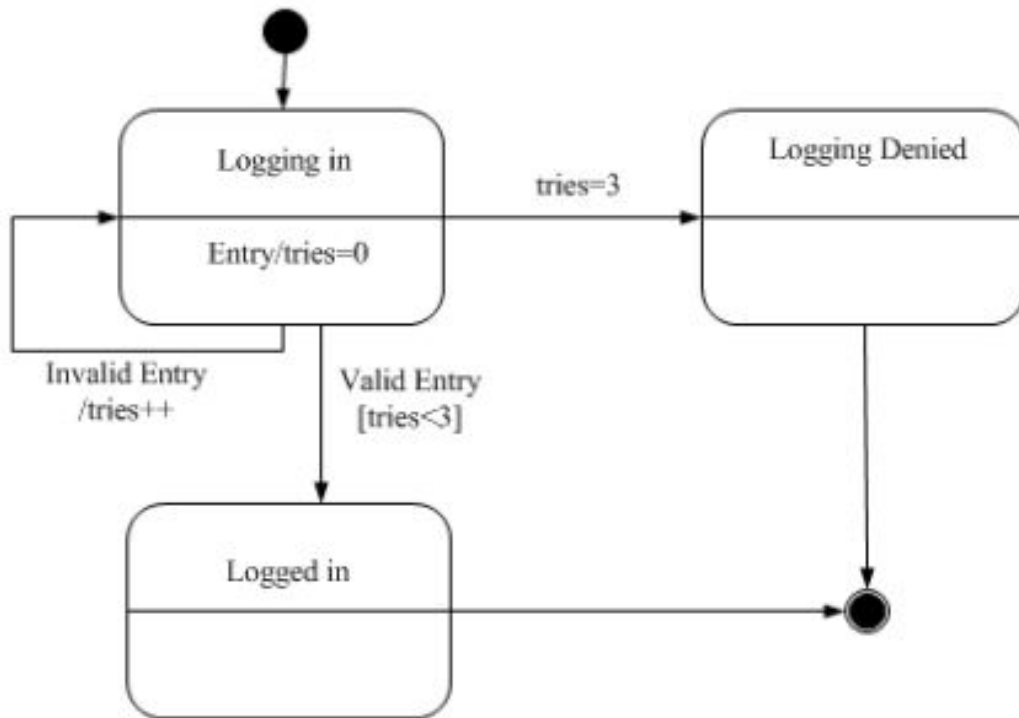 Logging in
Logging Denied
tries=3
Entry/tries=0
Invalid Entry
/tries++
Valid Entry
[tries<3]
Logged in